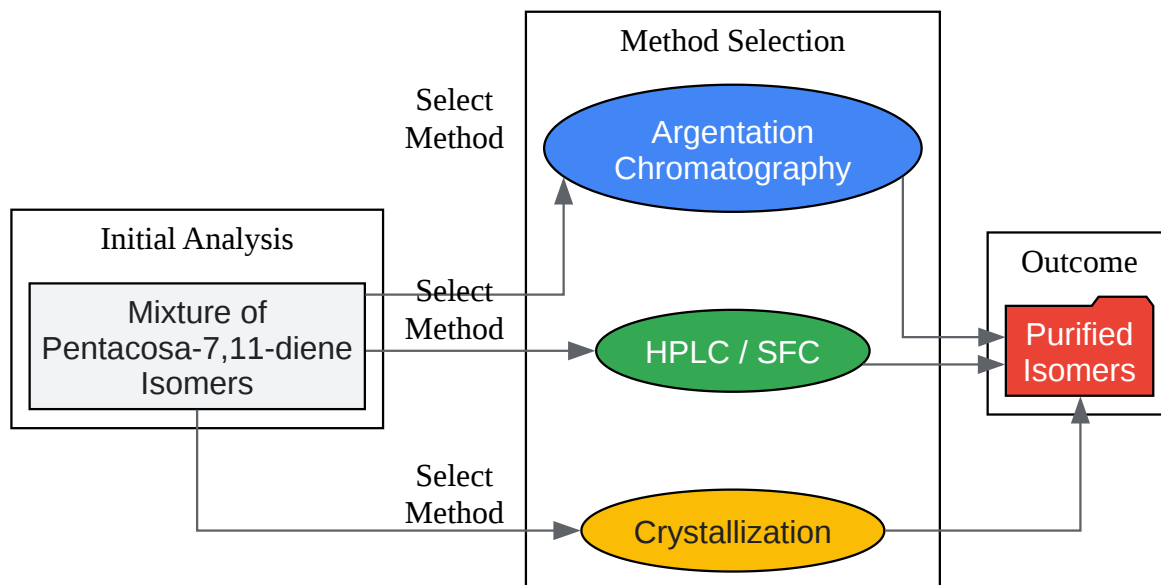 Initial Analysis
Mixture of
Pentacosa-7,11-diene
Isomers
Select
Method
Select
Method
Select
Method
Method Selection
Argentation
Chromatography
HPLC / SFC
Crystallization
Outcome
Purified
Isomers